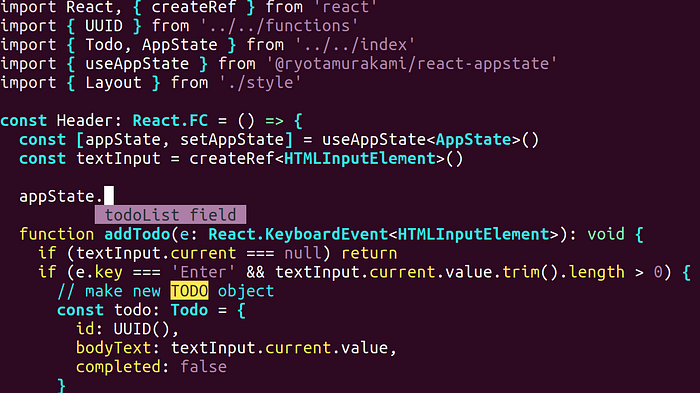 import React, { createRef } from 'react'
import { UUID } from '../../functions'
import { Todo, AppState } from '../../index'
import { useAppState } from '@ryotamurakami/react-appstate'
import { Layout } from './style'
const Header: React.FC = () => {
const [appState, setAppState] = useAppState<AppState>()
const textInput = createRef<HTMLInputElement>()
appState.
todoList field
function addTodo(e: React.KeyboardEvent<HTMLInputElement>): void {
if (textInput.current === null) return
if (e.key === 'Enter' && textInput.current.value.trim().length > 0) {
// make new TODO object
const todo: Todo = {
id: UUID(),
bodyText: textInput.current.value,
completed: false
}